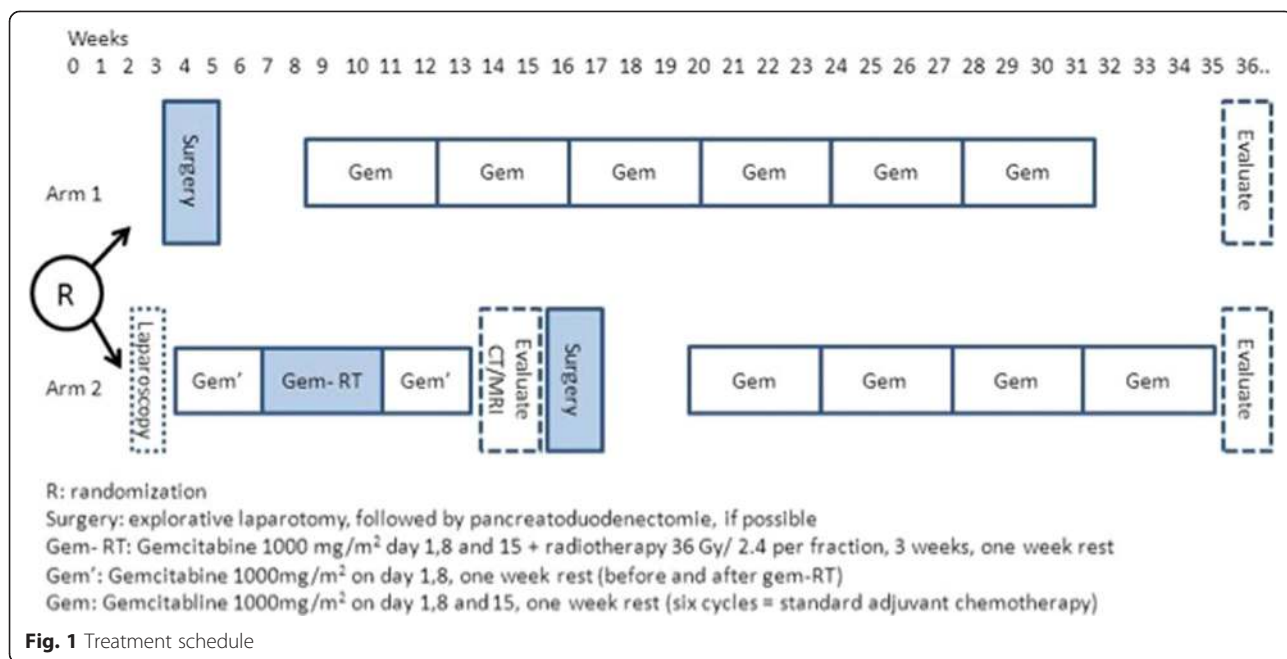 Weeks
0 1 2 3 4 5 6 7 8 9 10 11 12 13 14 15 16 17 18 19 20 21 22 23 24 25 26 27 28 29 30 31 32 33 34 35 36..
Surgery
Gem Gem Gem Gem Gem Gem
Evaluate
Arm 1
R
Laparoscopy
Gem' Gem- RT Gem'
Evaluate
CT/MRI
Surgery
Gem Gem Gem Gem
Evaluate
Arm 2
R: randomization
Surgery: explorative laparotomy, followed by pancreatoduodenectomie, if possible
Gem- RT: Gemcitabine 1000 mg/m² day 1,8 and 15 + radiotherapy 36 Gy/ 2.4 per fraction, 3 weeks, one week rest
Gem': Gemcitabine 1000mg/m² on day 1,8, one week rest (before and after gem-RT)
Gem: Gemcitabline 1000mg/m² on day 1,8 and 15, one week rest (six cycles = standard adjuvant chemotherapy)
Fig. 1 Treatment schedule